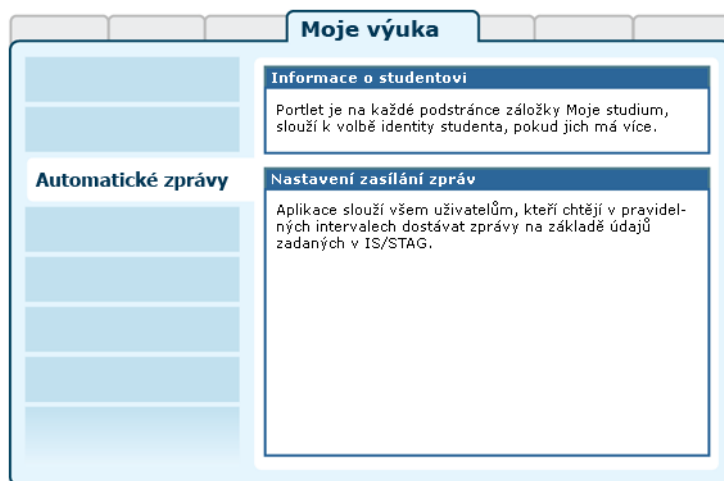 Moje výuka
Informace o studentovi
Portlet je na každé podstránce záložky Moje studium,
slouží k volbě identity studenta, pokud jich má více.
Automatické zprávy
Nastavení zasílání zpráv
Aplikace slouží všem uživatelům, kteří chtějí v pravidel-
ných intervalech dostávat zprávy na základě údajů
zadaných v IS/STAG.